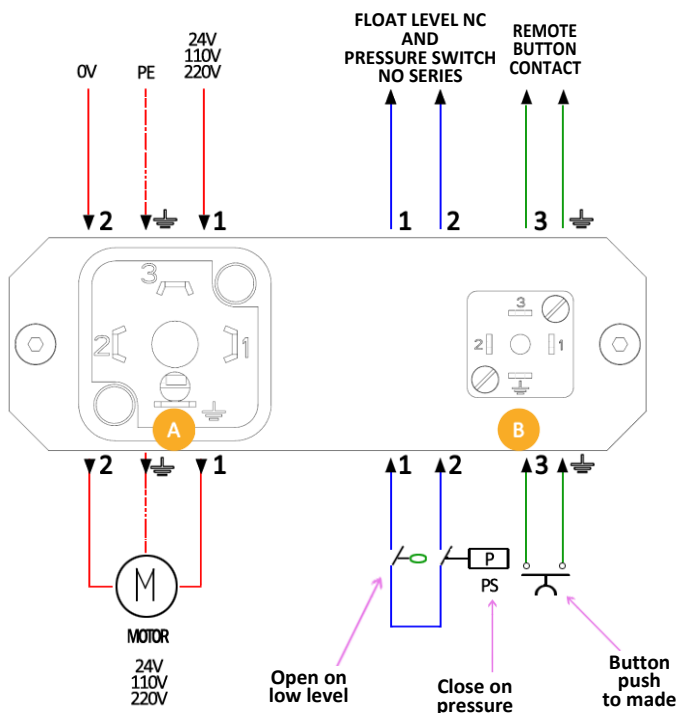 FLOAT LEVEL NC
AND
PRESSURE SWITCH
NO SERIES
REMOTE
BUTTON
CONTACT
0V
PE
24V
110V
220V
2
1
1
2
3
3
2
1
A
3
2
1
B
2
1
1
2
3
M
MOTOR
24V
110V
220V
P
PS
Open on
low level
Close on
pressure
Button
push
to made